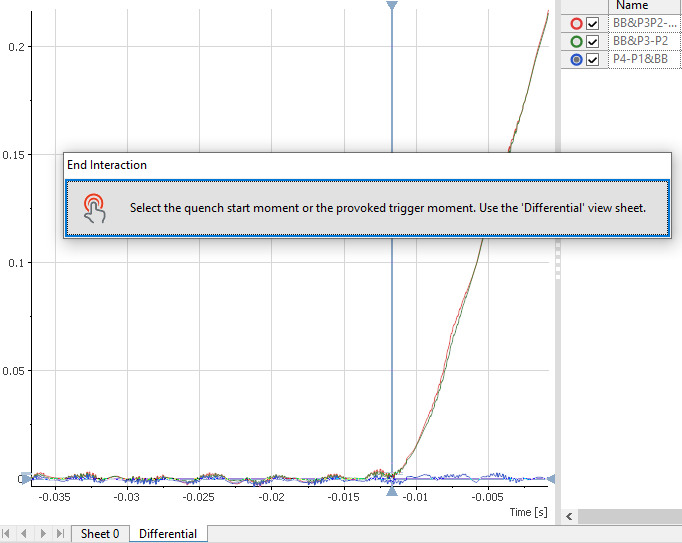 Name
BB&P3P2-...
BB&P3-P2
P4-P1&BB
0.2
0.15
0.1
0.05
0
End Interaction
Select the quench start moment or the provoked trigger moment. Use the 'Differential' view sheet.
-0.035
-0.03
-0.025
-0.02
-0.015
-0.01
-0.005
Time [s]
Sheet 0
Differential